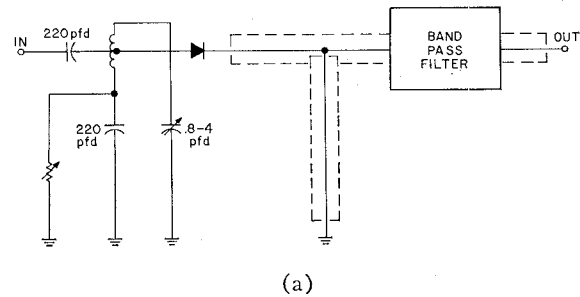 IN
220pfd
220
pfd
.8-4
pfd
BAND
PASS
FILTER
OUT
(a)